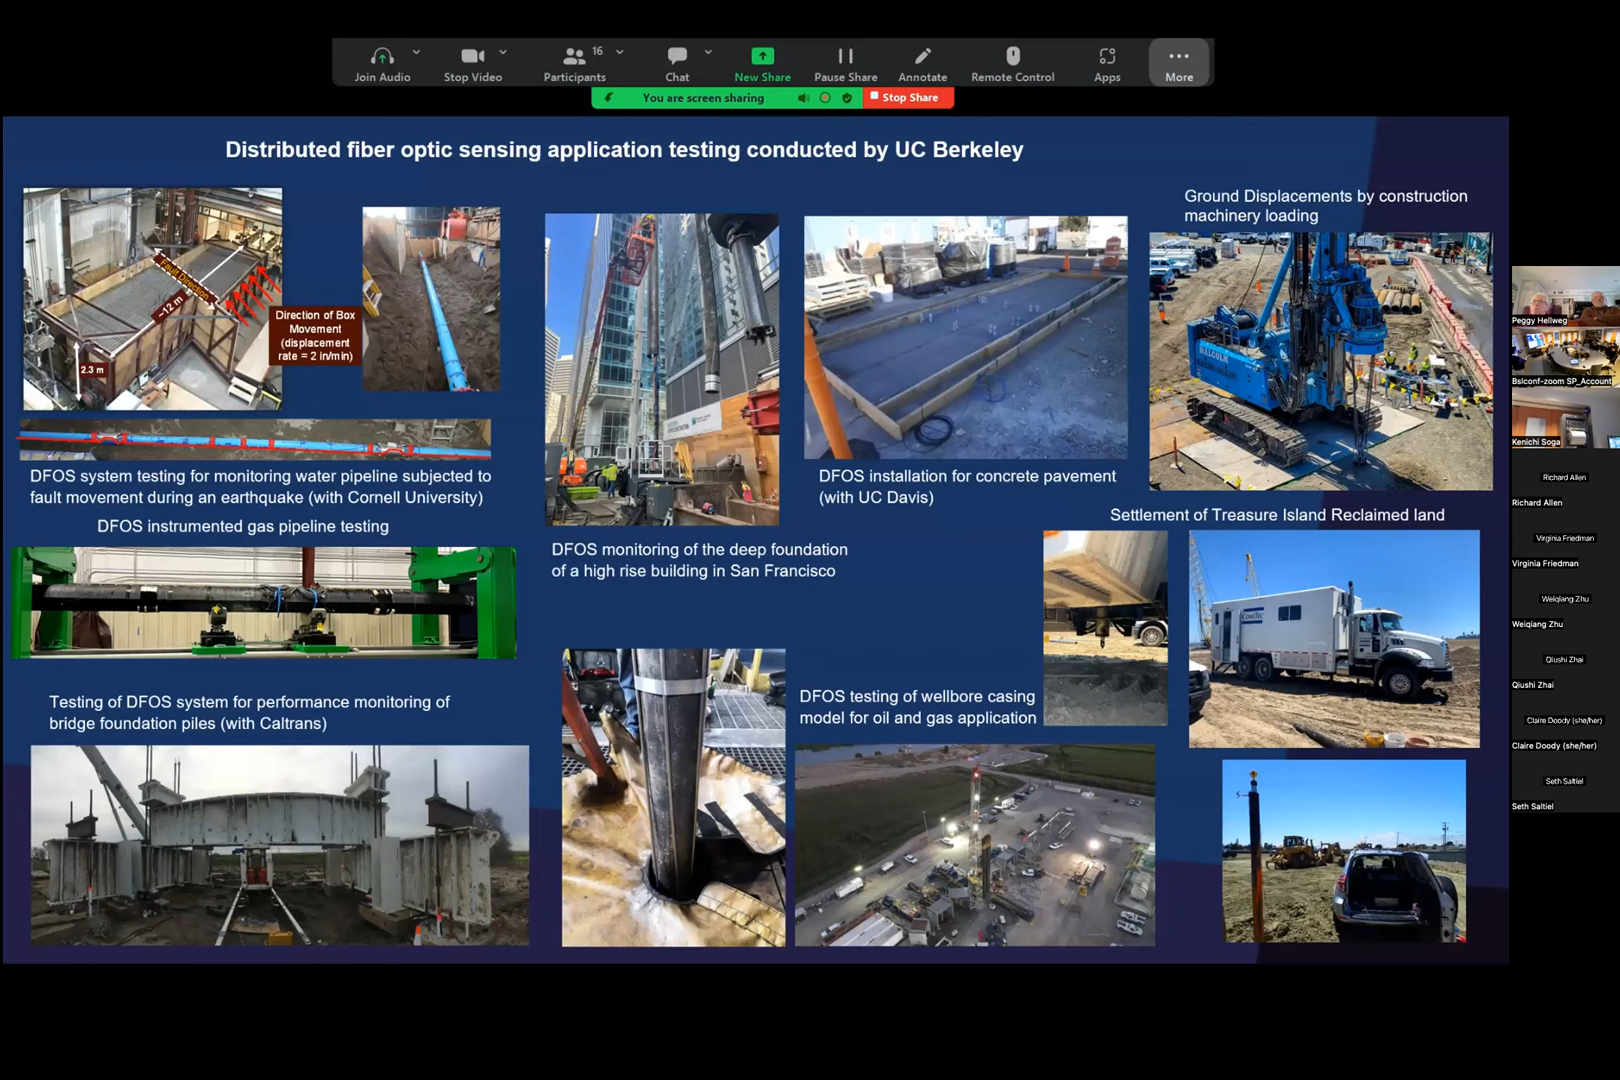 16
Join Audio
Stop Video
Participants
Chat
New Share
Pause Share
Annotate
Remote Control
Apps
More
You are screen sharing
Stop Share
Distributed fiber optic sensing application testing conducted by UC Berkeley
Fault Direction
~12 m
2.3 m
Direction of Box
Movement
(displacement
rate = 2 in/min)
DFOS system testing for monitoring water pipeline subjected to
fault movement during an earthquake (with Cornell University)
DFOS instrumented gas pipeline testing
Testing of DFOS system for performance monitoring of
bridge foundation piles (with Caltrans)
DFOS monitoring of the deep foundation
of a high rise building in San Francisco
DFOS installation for concrete pavement
(with UC Davis)
DFOS testing of wellbore casing
model for oil and gas application
Ground Displacements by construction
machinery loading
MALCOLM
Settlement of Treasure Island Reclaimed land
CONETEC
Peggy Hellweg
Bslconf-zoom SP_Account
Kenichi Soga
Richard Allen
Richard Allen
Virginia Friedman
Virginia Friedman
Weiqiang Zhu
Weiqiang Zhu
Qiushi Zhai
Qiushi Zhai
Claire Doody (she/her)
Claire Doody (she/her)
Seth Saltiel
Seth Saltiel